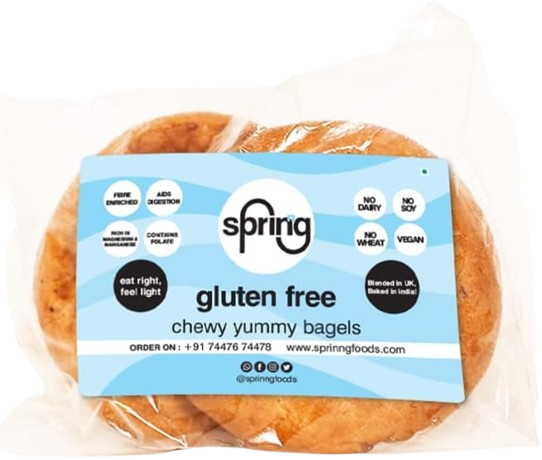 FIBRE
ENRICHED
AIDS
DIGESTION
RICH IN
MAGNESIUM &
MANGANESE
CONTAINS
FOLATE
eat right,
feel light
spring
NO
DAIRY
NO
SOY
NO
WHEAT
VEGAN
Blended in UK,
Baked in India!
gluten free
chewy yummy bagels
ORDER ON : +91 74476 74478 www.sprinngfoods.com
@sprinngfoods